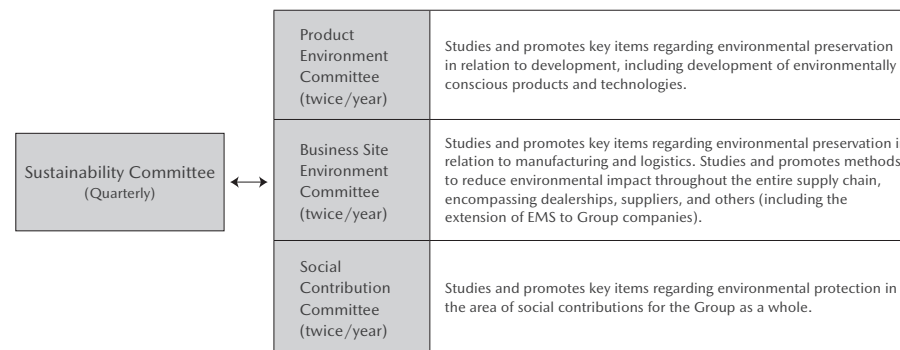 Sustainability Committee
(Quarterly)
Product
Environment
Committee
(twice/year)
Studies and promotes key items regarding environmental preservation
in relation to development, including development of environmentally
conscious products and technologies.
Business Site
Environment
Committee
(twice/year)
Studies and promotes key items regarding environmental preservation
relation to manufacturing and logistics. Studies and promotes methods
to reduce environmental impact throughout the entire supply chain,
encompassing dealerships, suppliers, and others (including the
extension of EMS to Group companies).
Social
Contribution
Committee
(twice/year)
Studies and promotes key items regarding environmental protection in
the area of social contributions for the Group as a whole.